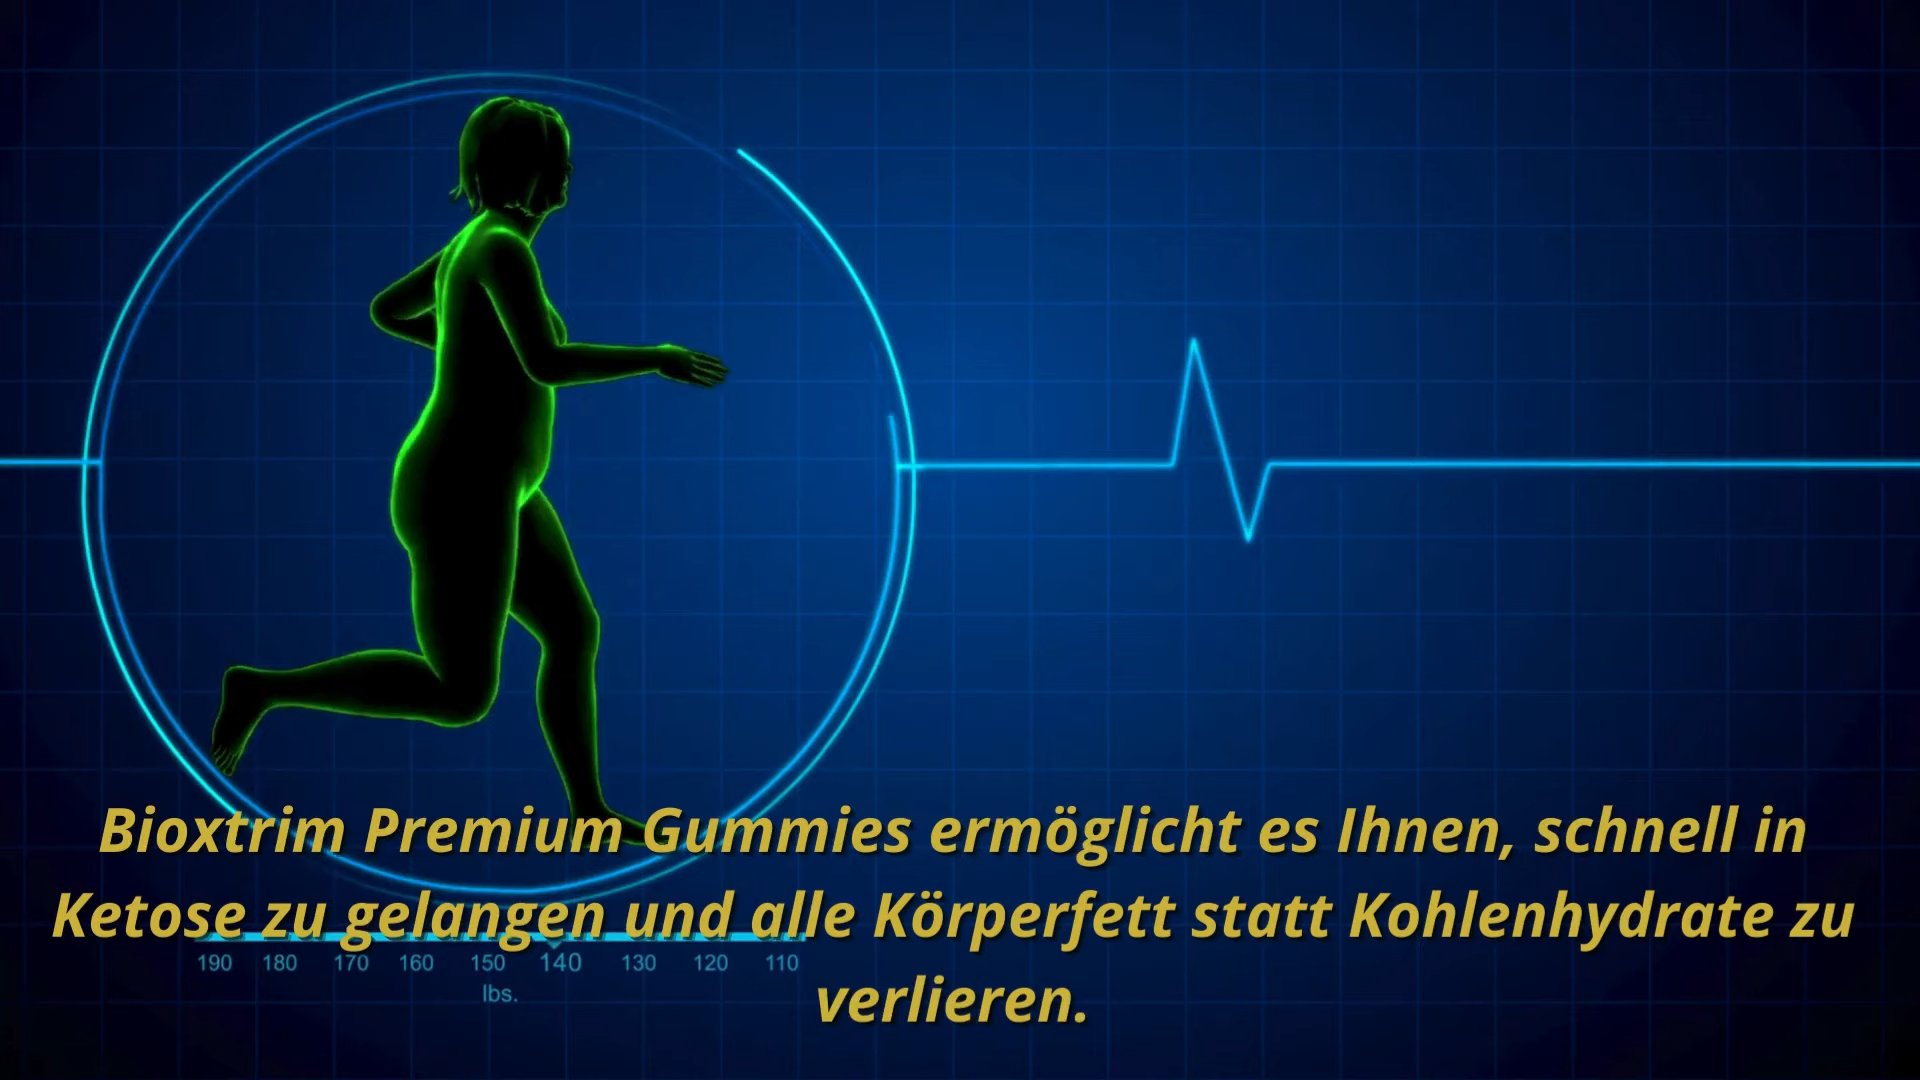 Bioxtrim Premium Gummies ermöglicht es Ihnen, schnell in
Ketose zu gelangen und alle Körperfett statt Kohlenhydrate zu
verlieren.
190 180 170 160 150 140 130 120 110
lbs.